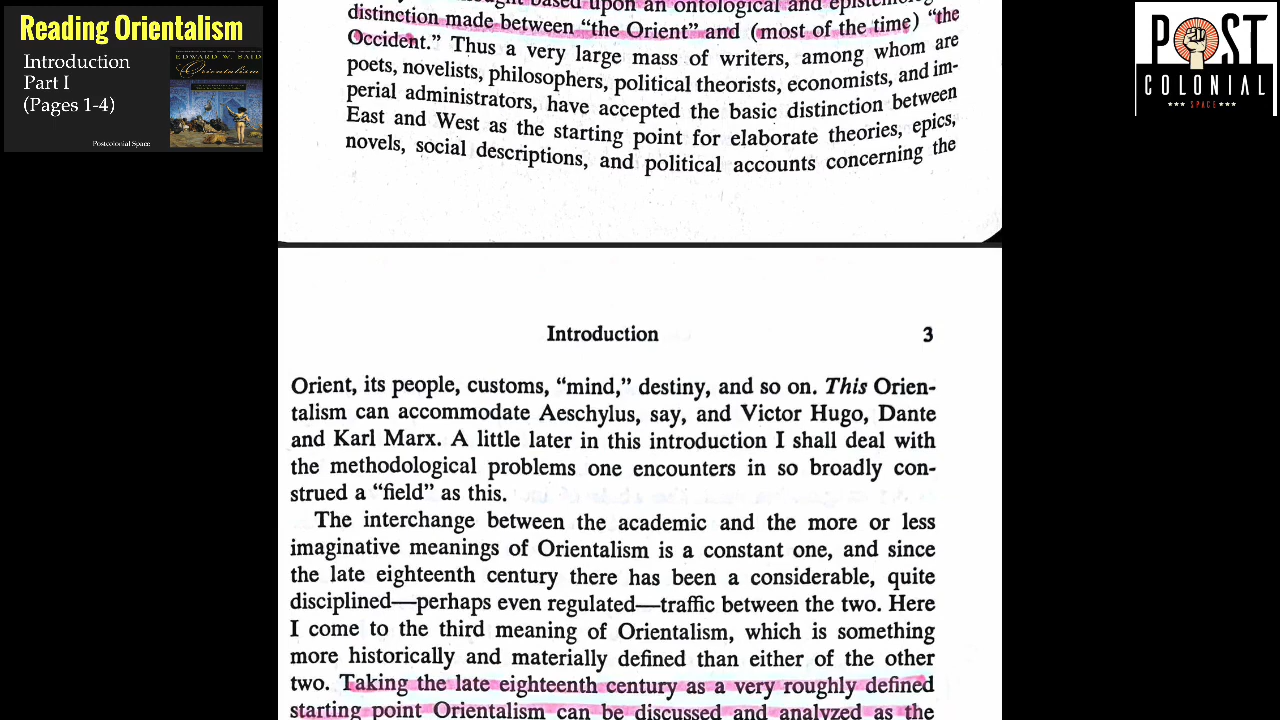 Reading Orientalism
Introduction
Part I
(Pages 1-4)
EDWARD W. SAID
Orientalism
Postcolonial Space
POST
COLONIAL
SPACE
based upon an ontological and
distinction made between “the Orient” and (most of the time) “the
Occident.” Thus a very large mass of writers, among whom are
poets, novelists, philosophers, political theorists, economists, and im-
perial administrators, have accepted the basic distinction between
East and West as the starting point for elaborate theories, epics,
novels, social descriptions, and political accounts concerning the
Introduction 3
Orient, its people, customs, “mind,” destiny, and so on. This Orien-
talism can accommodate Aeschylus, say, and Victor Hugo, Dante
and Karl Marx. A little later in this introduction I shall deal with
the methodological problems one encounters in so broadly con-
strued a “field” as this.
The interchange between the academic and the more or less
imaginative meanings of Orientalism is a constant one, and since
the late eighteenth century there has been a considerable, quite
disciplined—perhaps even regulated—traffic between the two. Here
I come to the third meaning of Orientalism, which is something
more historically and materially defined than either of the other
two. Taking the late eighteenth century as a very roughly defined
starting point Orientalism can be discussed and analyzed as the